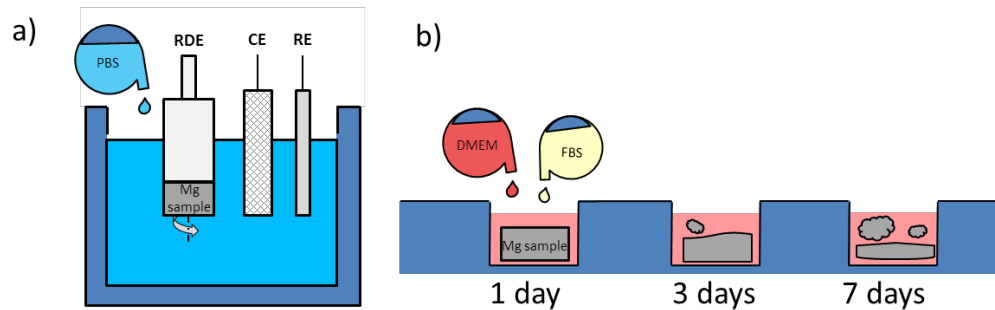 a)
PBS
RDE
CE
RE
Mg
sample
b)
DMEM
FBS
Mg sample
1 day
3 days
7 days